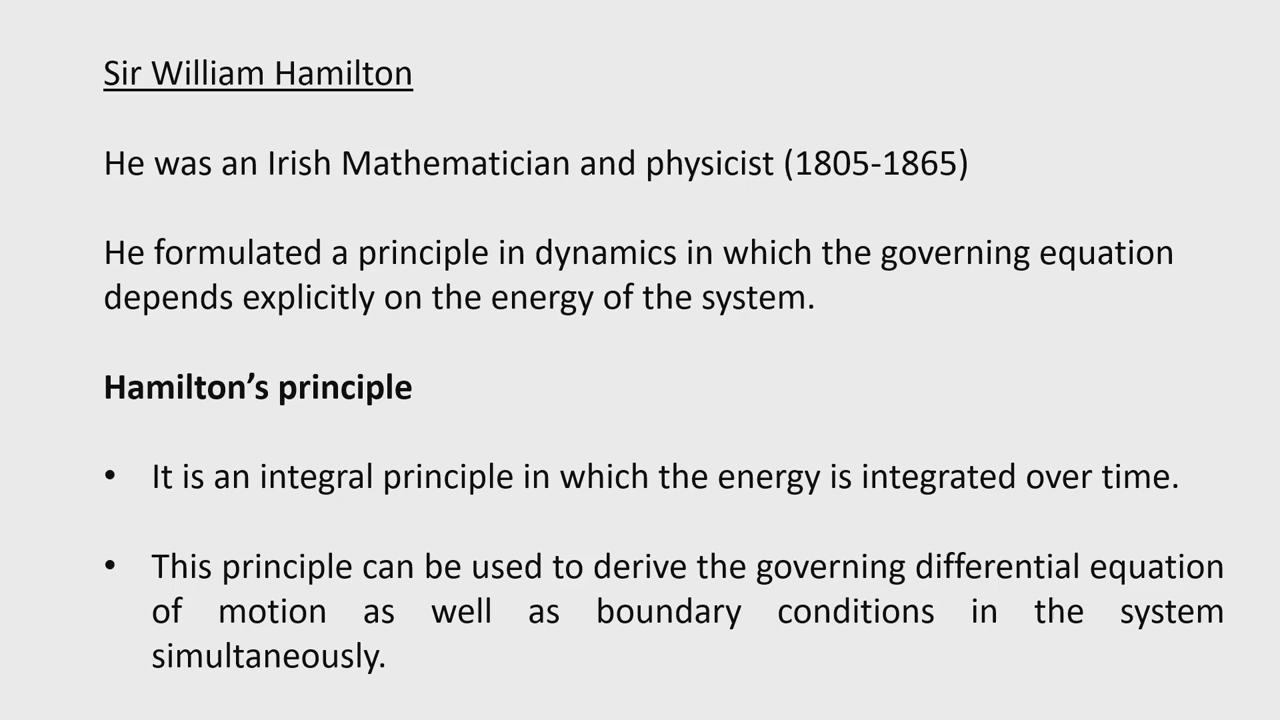 Sir William Hamilton
He was an Irish Mathematician and physicist (1805-1865)
He formulated a principle in dynamics in which the governing equation
depends explicitly on the energy of the system.
Hamilton’s principle
• It is an integral principle in which the energy is integrated over time.
• This principle can be used to derive the governing differential equation
of motion as well as boundary conditions in the system
simultaneously.